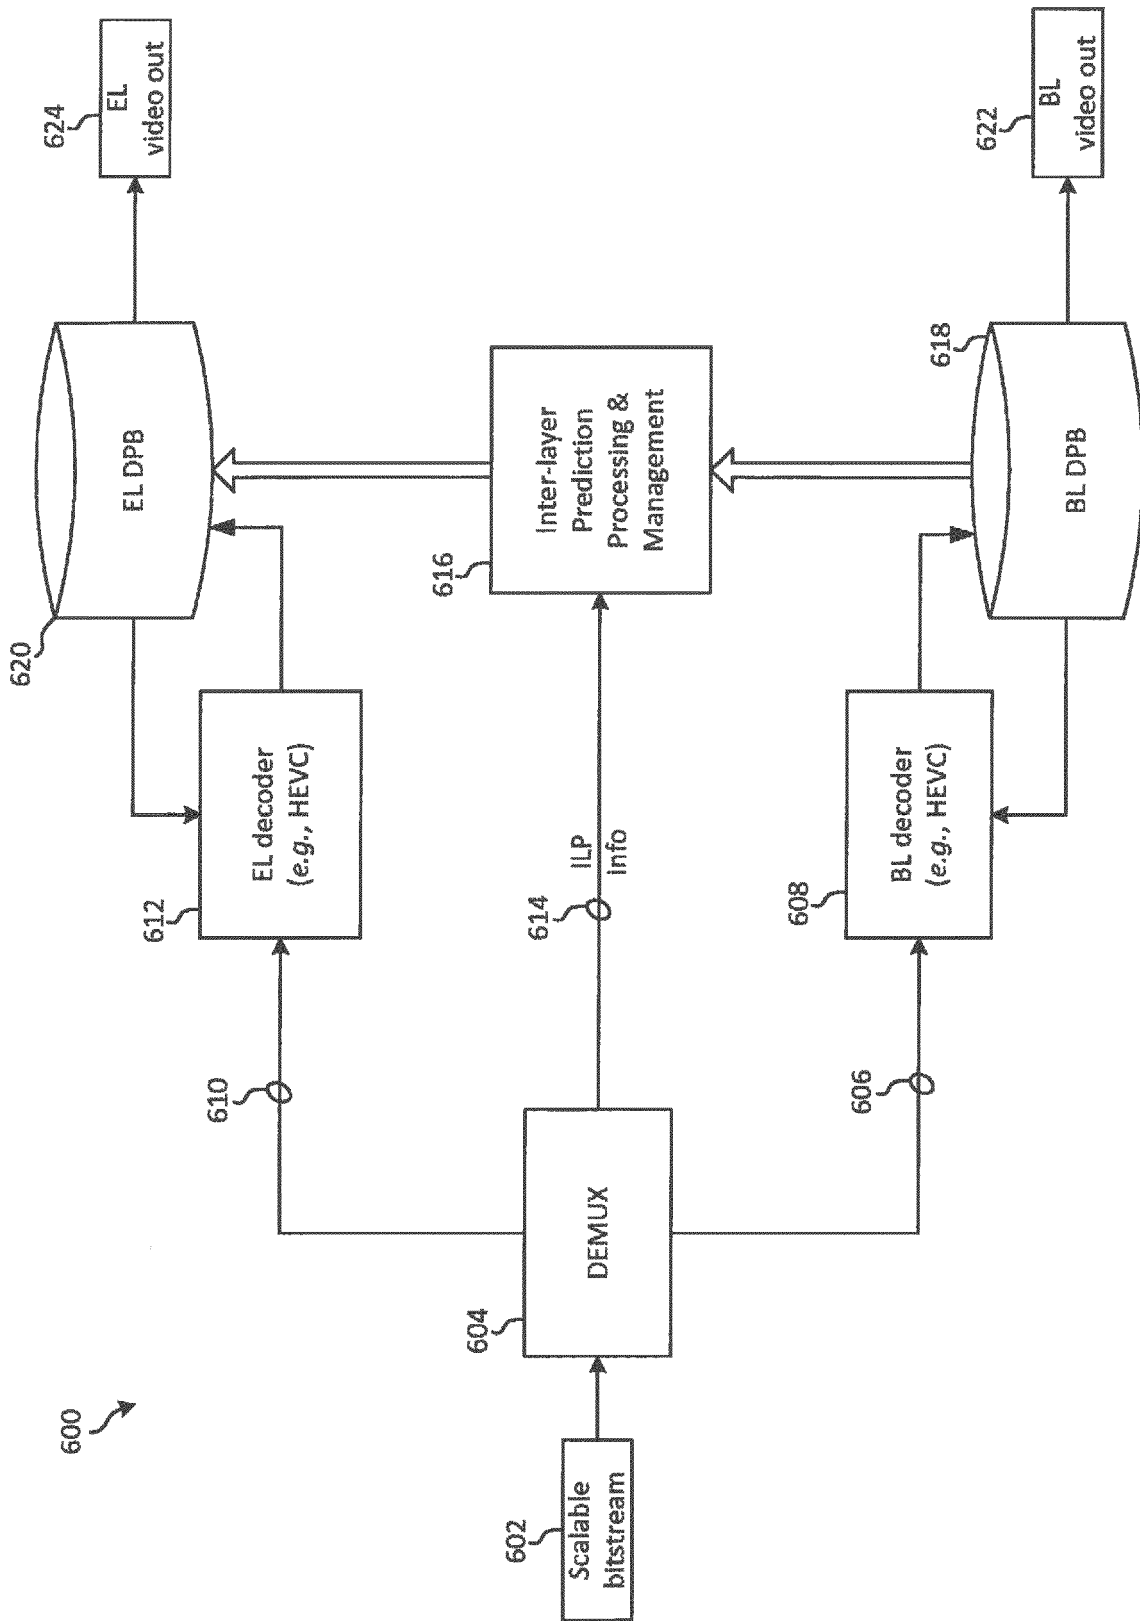 600
602
Scalable
bitstream
604
DEMUX
610
612
EL decoder
(e.g., HEVC)
620
EL DPB
624
EL
video out
614
ILP
info
616
Inter-layer
Prediction
Processing &
Management
606
608
BL decoder
(e.g., HEVC)
618
BL DPB
622
BL
video out